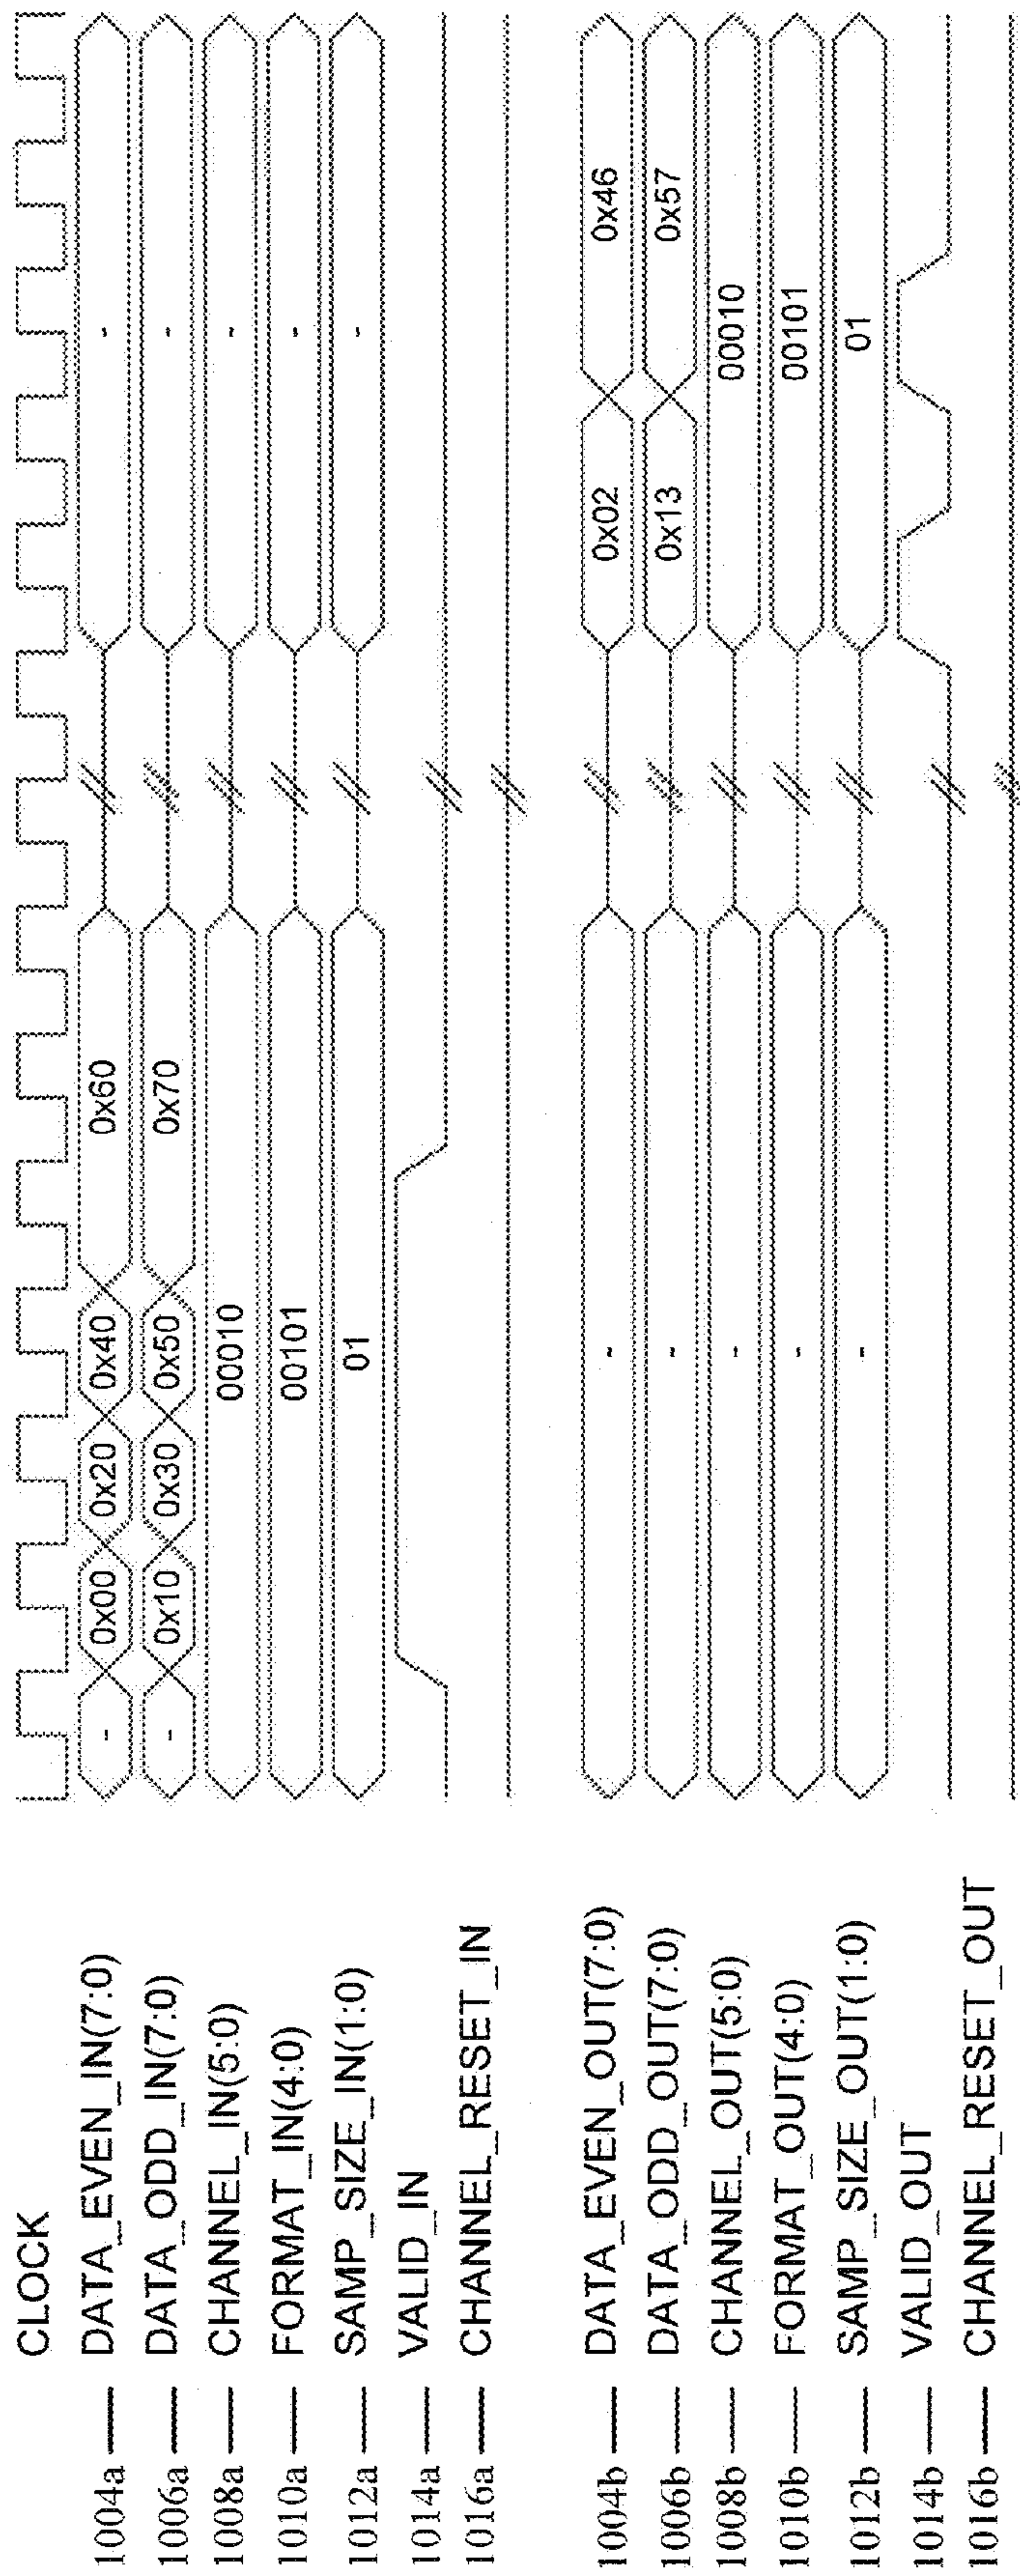 CLOCK
1004a DATA_EVEN_IN(7:0) - 0x00 0x20 0x40 0x60 -
1006a DATA_ODD_IN(7:0) - 0x10 0x30 0x50 0x70 -
1008a CHANNEL_IN(5:0) 00010 -
1010a FORMAT_IN(4:0) 00101 -
1012a SAMP_SIZE_IN(1:0) 01 -
1014a VALID_IN
1016a CHANNEL_RESET_IN
1004b DATA_EVEN_OUT(7:0) - 0x02 0x46
1006b DATA_ODD_OUT(7:0) - 0x13 0x57
1008b CHANNEL_OUT(5:0) - 00010
1010b FORMAT_OUT(4:0) - 00101
1012b SAMP_SIZE_OUT(1:0) - 01
1014b VALID_OUT
1016b CHANNEL_RESET_OUT